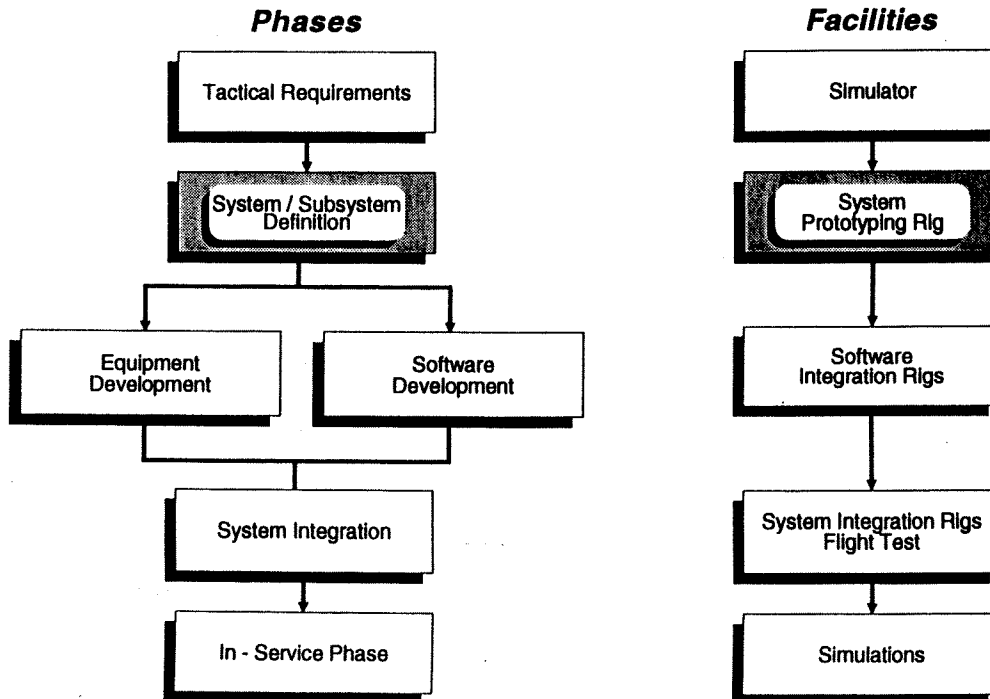 Phases
Facilities
Tactical Requirements
Simulator
System / Subsystem
Definition
System
Prototyping Rig
Equipment
Development
Software
Development
Software
Integration Rigs
System Integration
System Integration Rigs
Flight Test
In - Service Phase
Simulations